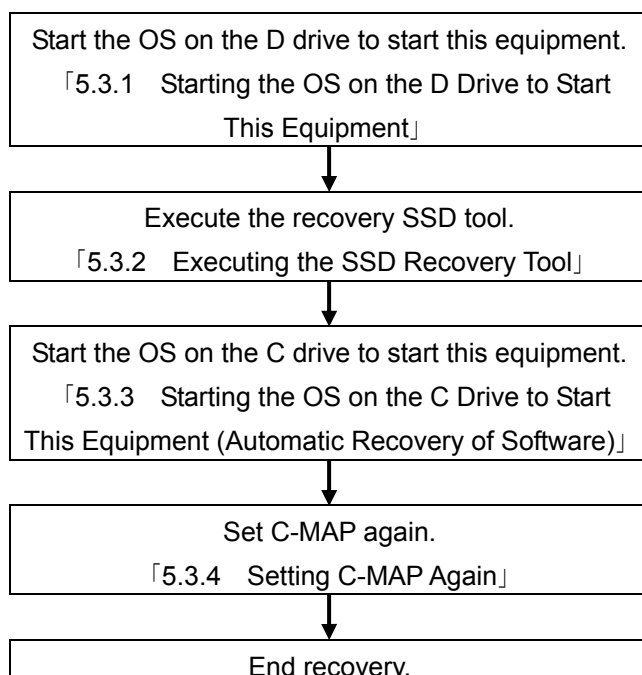 Start the OS on the D drive to start this equipment.
「5.3.1 Starting the OS on the D Drive to Start
This Equipment」
Execute the recovery SSD tool.
「5.3.2 Executing the SSD Recovery Tool」
Start the OS on the C drive to start this equipment.
「5.3.3 Starting the OS on the C Drive to Start
This Equipment (Automatic Recovery of Software)」
Set C-MAP again.
「5.3.4 Setting C-MAP Again」
End recovery.